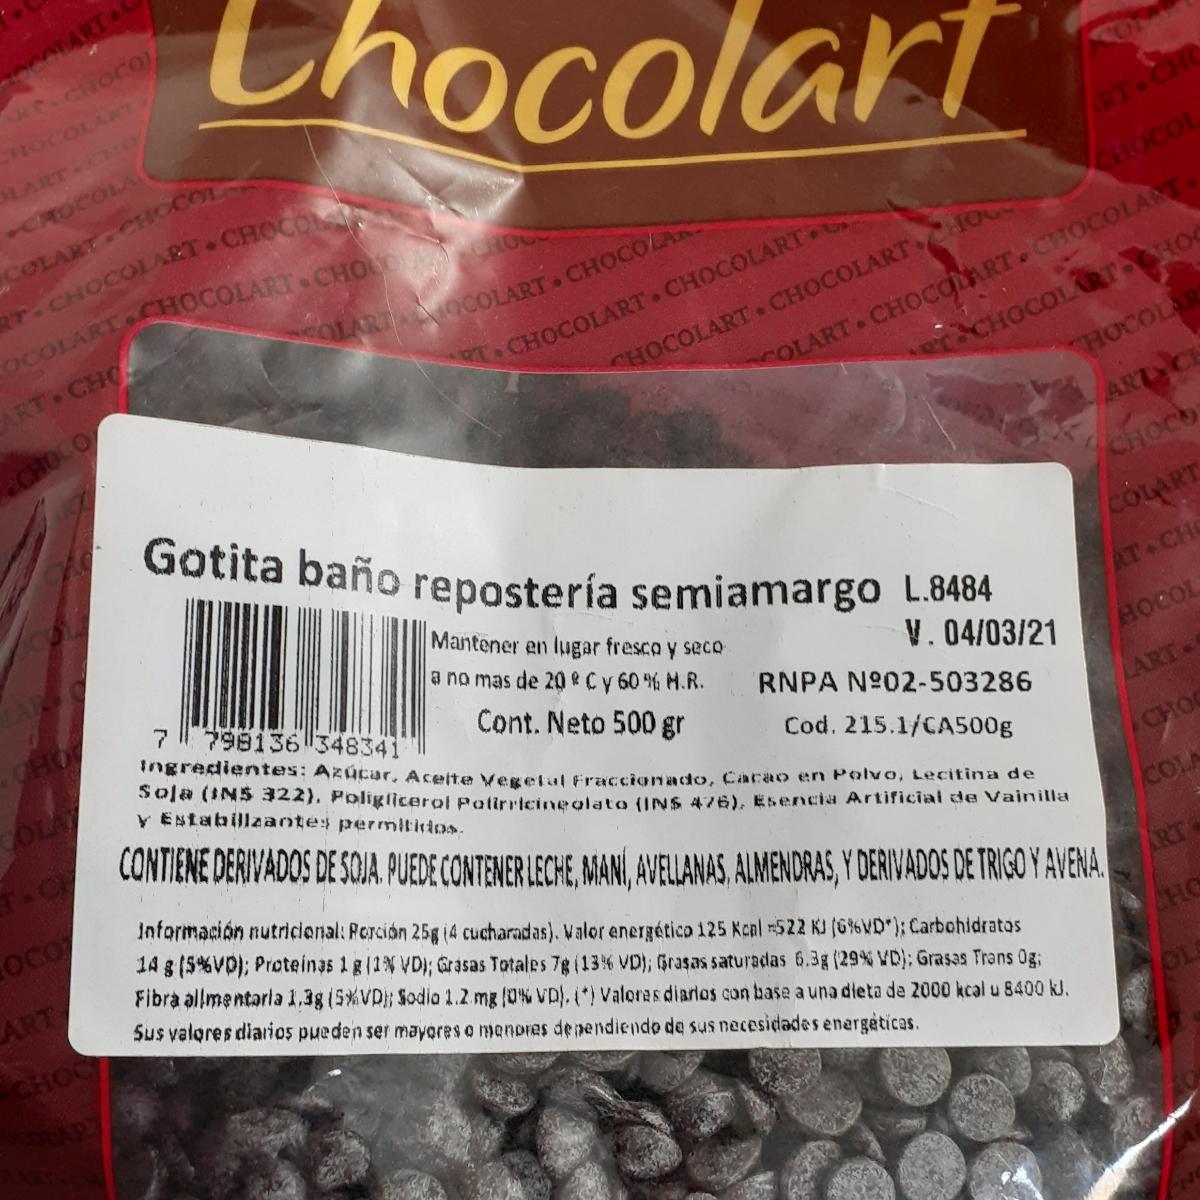 Chocolart
Gotita baño repostería semiamargo L.8484
V. 04/03/21
Mantener en lugar fresco y seco
a no mas de 20 º C y 60 % H.R.
RNPA Nº02-503286
Cont. Neto 500 gr
Cod. 215.1/CA500g
7 798136 348341
Ingredientes: Azúcar, Aceite Vegetal Fraccionado, Cacao en Polvo, Lecitina de
Soja (INS 322), Poliglicerol Polirricineolato (INS 476), Esencia Artificial de Vainilla
y Estabilizantes permitidos.
CONTIENE DERIVADOS DE SOJA. PUEDE CONTENER LECHE, MANÍ, AVELLANAS, ALMENDRAS, Y DERIVADOS DE TRIGO Y AVENA.
Información nutricional: Porción 25g (4 cucharadas). Valor energético 125 Kcal =522 KJ (6%VD*); Carbohidratos
14 g (5%VD); Proteínas 1 g (1% VD); Grasas Totales 7g (13% VD); Grasas saturadas 6.3g (29% VD); Grasas Trans 0g;
Fibra alimentaria 1,3g (5%VD); Sodio 1.2 mg (0% VD). (*) Valores diarios con base a una dieta de 2000 kcal u 8400 kJ.
Sus valores diarios pueden ser mayores o menores dependiendo de sus necesidades energéticas.